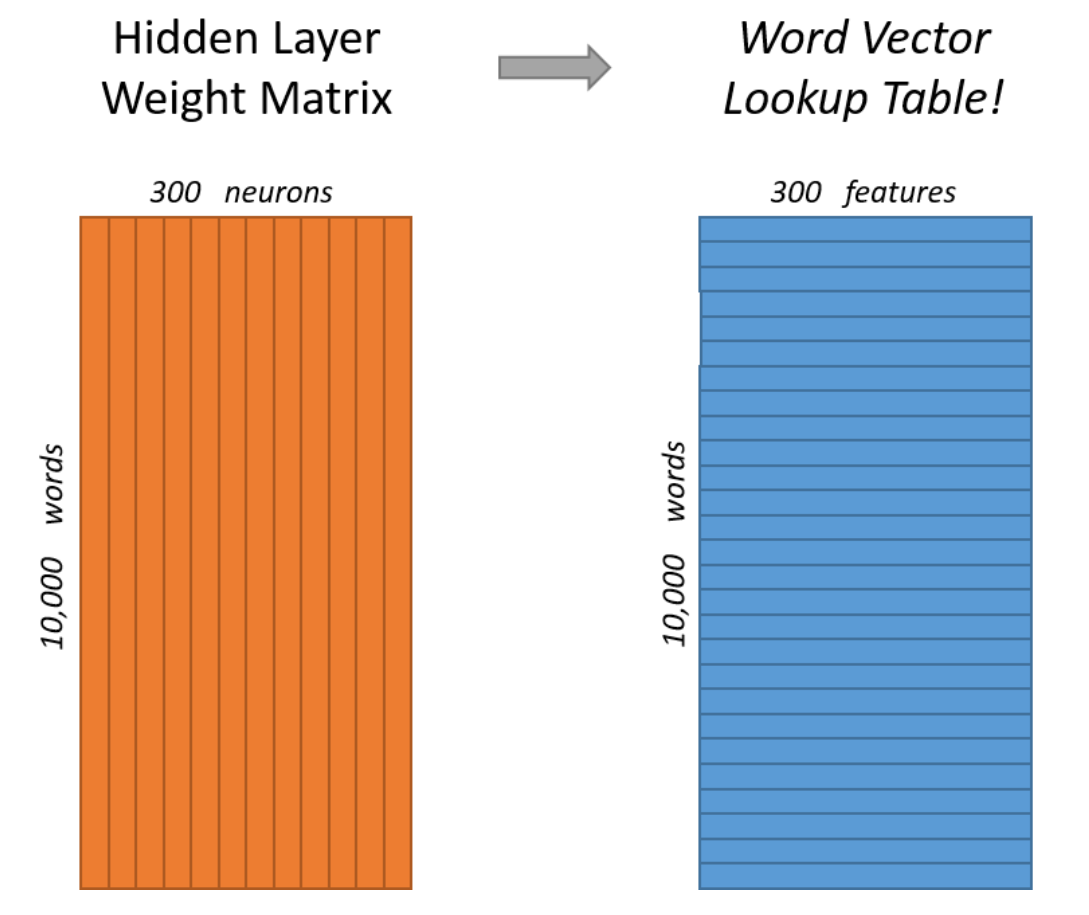 Hidden Layer
Weight Matrix
Word Vector
Lookup Table!
300 neurons
10,000 words
300 features
10,000 words